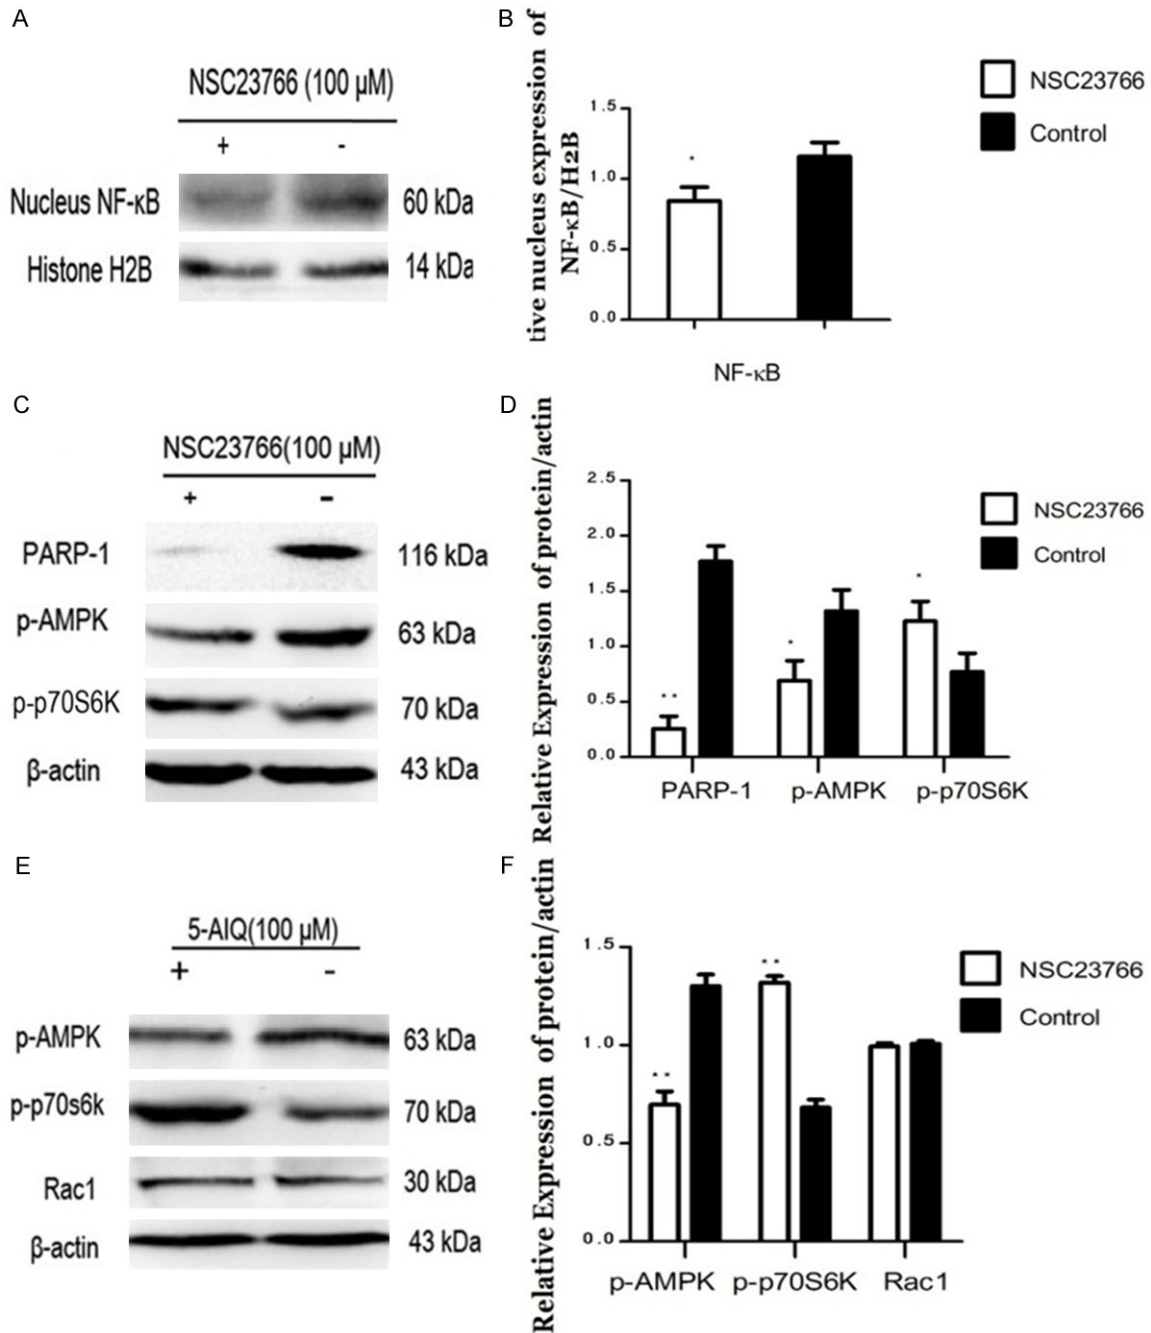 A
NSC23766 (100 µM)
+ -
Nucleus NF-κB 60 kDa
Histone H2B 14 kDa
B
tive nucleus expression of
NF-κB/H2B
1.5
1.0
0.5
0.0
*
NF-κB
NSC23766
Control
C
NSC23766(100 µM)
+ -
PARP-1 116 kDa
p-AMPK 63 kDa
p-p70S6K 70 kDa
β-actin 43 kDa
D
Relative Expression of protein/actin
2.5
2.0
1.5
1.0
0.5
0.0
**
*
*
PARP-1 p-AMPK p-p70S6K
NSC23766
Control
E
5-AIQ(100 µM)
+ -
p-AMPK 63 kDa
p-p70s6k 70 kDa
Rac1 30 kDa
β-actin 43 kDa
F
Relative Expression of protein/actin
1.5
1.0
0.5
0.0
**
**
p-AMPK p-p70S6K Rac1
NSC23766
Control